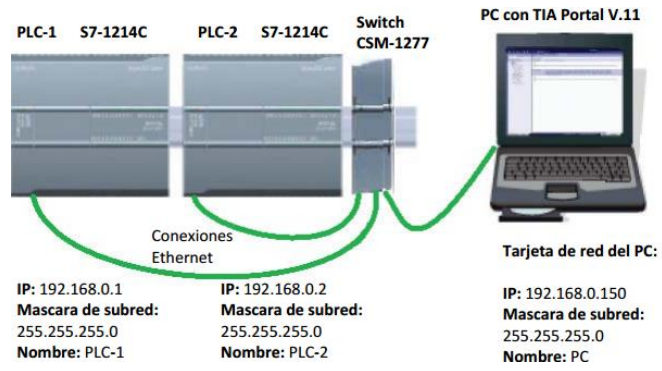 PLC-1 S7-1214C
PLC-2 S7-1214C
Switch
CSM-1277
PC con TIA Portal V.11
Conexiones
Ethernet
IP: 192.168.0.1
Mascara de subred:
255.255.255.0
Nombre: PLC-1
IP: 192.168.0.2
Mascara de subred:
255.255.255.0
Nombre: PLC-2
Tarjeta de red del PC:
IP: 192.168.0.150
Mascara de subred:
255.255.255.0
Nombre: PC